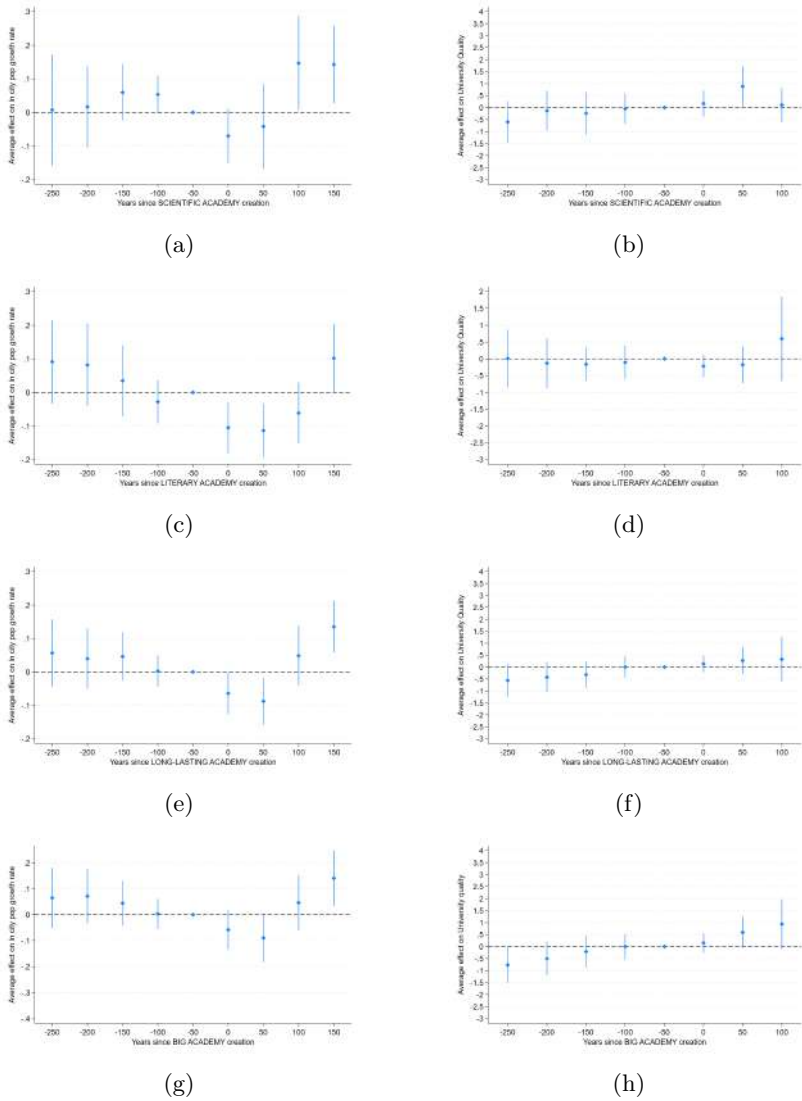 Average effect on ln city pop growth rate
.3
.2
.1
0
-.1
-.2
-250 -200 -150 -100 -50 0 50 100 150
Years since SCIENTIFIC ACADEMY creation
(a)
Average effect on University Quality
4
3.5
3
2.5
2
1.5
1
.5
0
-.5
-1
-1.5
-2
-2.5
-3
-250 -200 -150 -100 -50 0 50 100
Years since SCIENTIFIC ACADEMY creation
(b)
Average effect on ln city pop growth rate
.3
.2
.1
0
-.1
-.2
-250 -200 -150 -100 -50 0 50 100 150
Years since LITERARY ACADEMY creation
(c)
Average effect on University Quality
2
1.5
1
.5
0
-.5
-1
-1.5
-2
-2.5
-3
-250 -200 -150 -100 -50 0 50 100
Years since LITERARY ACADEMY creation
(d)
Average effect on ln city pop growth rate
.3
.2
.1
0
-.1
-.2
-250 -200 -150 -100 -50 0 50 100 150
Years since LONG-LASTING ACADEMY creation
(e)
Average effect on University Quality
4
3.5
3
2.5
2
1.5
1
.5
0
-.5
-1
-1.5
-2
-2.5
-3
-250 -200 -150 -100 -50 0 50 100
Years since LONG-LASTING ACADEMY creation
(f)
Average effect on ln city pop growth rate
.2
.1
0
-.1
-.2
-.3
-.4
-250 -200 -150 -100 -50 0 50 100 150
Years since BIG ACADEMY creation
(g)
Average effect on University quality
4
3.5
3
2.5
2
1.5
1
.5
0
-.5
-1
-1.5
-2
-2.5
-3
-250 -200 -150 -100 -50 0 50 100
Years since BIG ACADEMY creation
(h)